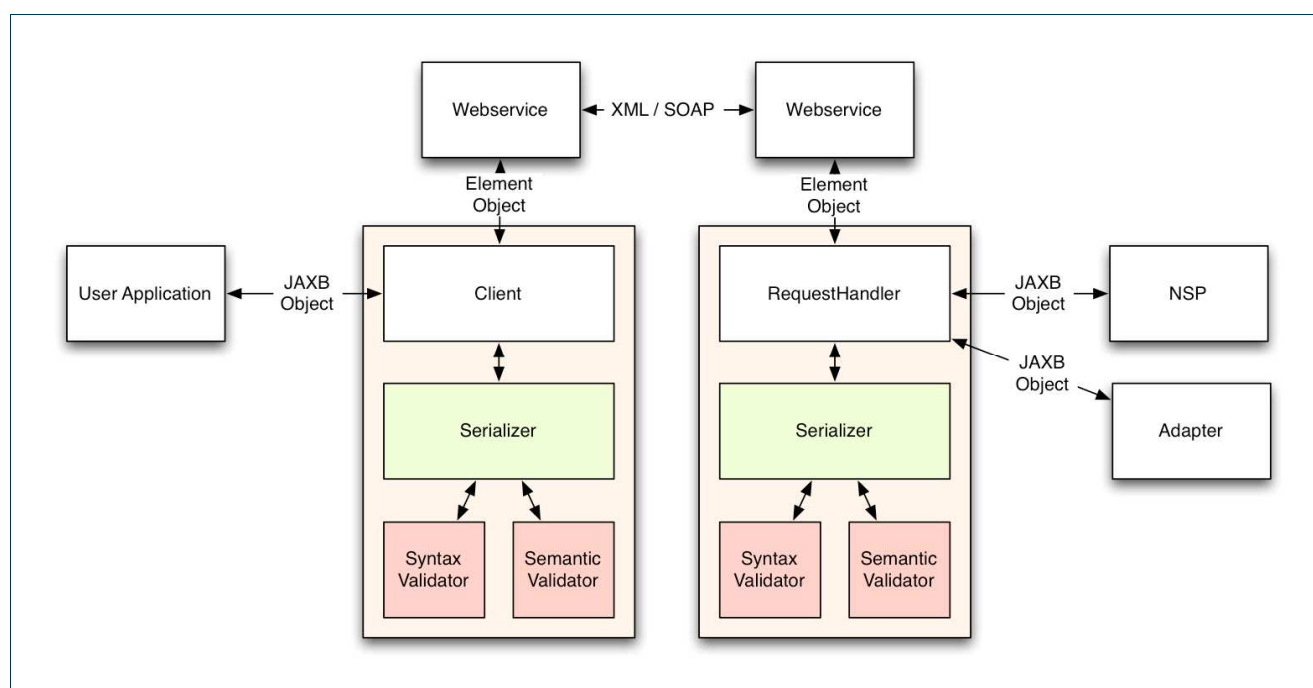 Webservice
XML / SOAP
Webservice
Element
Object
Element
Object
User Application
JAXB
Object
Client
RequestHandler
JAXB
Object
NSP
JAXB
Object
Serializer
Serializer
Adapter
Syntax
Validator
Semantic
Validator
Syntax
Validator
Semantic
Validator